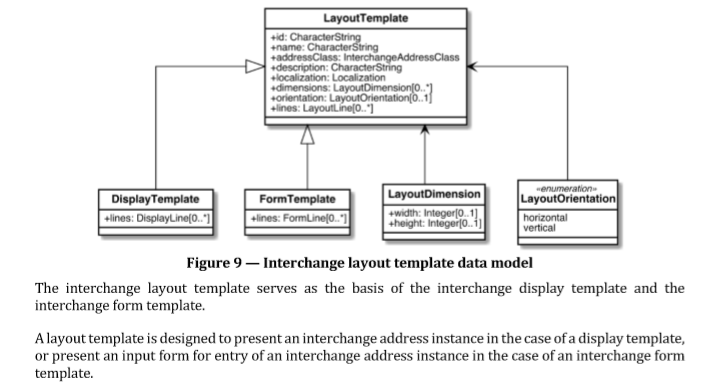 LayoutTemplate
+id: CharacterString
+name: CharacterString
+addressClass: InterchangeAddressClass
+description: CharacterString
+localization: Localization
+dimensions: LayoutDimension[0..*]
+orientation: LayoutOrientation[0..1]
+lines: LayoutLine[0..*]
DisplayTemplate
+lines: DisplayLine[0..*]
FormTemplate
+lines: FormLine[0..*]
LayoutDimension
+width: Integer[0..1]
+height: Integer[0..1]
«enumeration»
LayoutOrientation
horizontal
vertical
Figure 9 — Interchange layout template data model
The interchange layout template serves as the basis of the interchange display template and the
interchange form template.
A layout template is designed to present an interchange address instance in the case of a display template,
or present an input form for entry of an interchange address instance in the case of an interchange form
template.